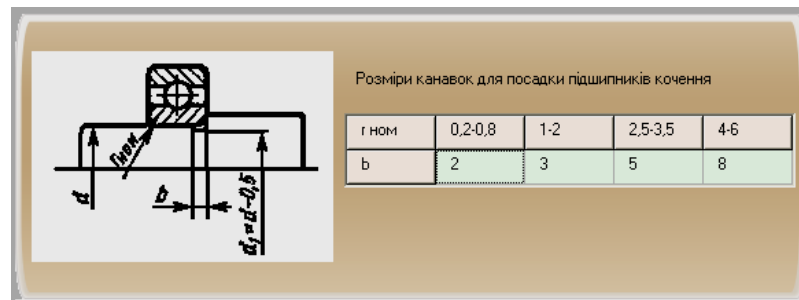 Розміри канавок для посадки підшипників кочення
r ном 0,2-0,8 1-2 2,5-3,5 4-6
b 2 3 5 8
rном
d
b
d₁=d-0,5